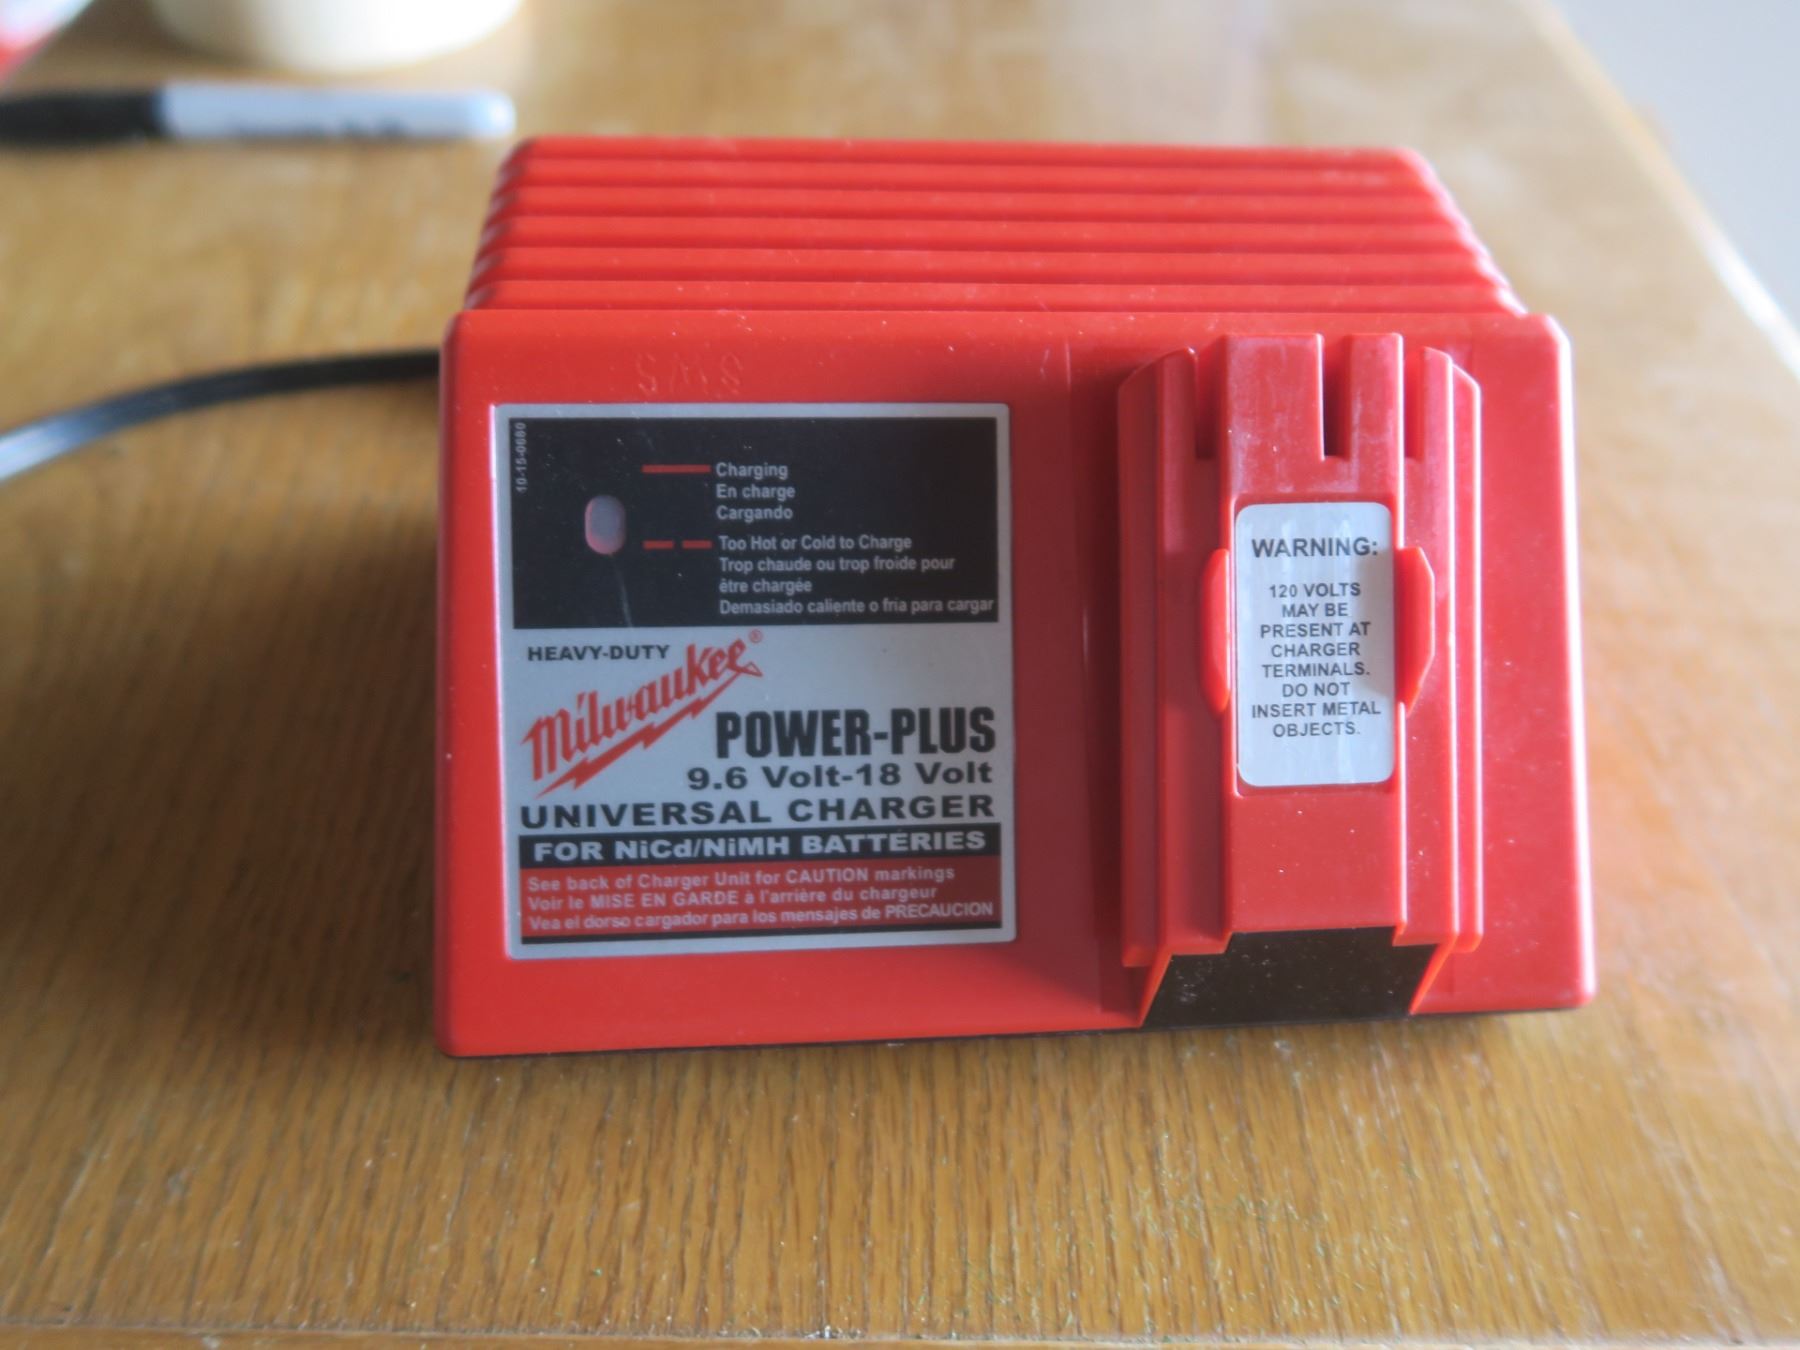 SMS
10-15-0680
Charging
En charge
Cargando
Too Hot or Cold to Charge
Trop chaude ou trop froide pour
être chargée
Demasiado caliente o fria para cargar
HEAVY-DUTY
Milwaukee®
POWER-PLUS
9.6 Volt-18 Volt
UNIVERSAL CHARGER
FOR NiCd/NiMH BATTERIES
See back of Charger Unit for CAUTION markings
Voir le MISE EN GARDE à l'arrière du chargeur
Vea el dorso cargador para los mensajes de PRECAUCION
WARNING:
120 VOLTS
MAY BE
PRESENT AT
CHARGER
TERMINALS.
DO NOT
INSERT METAL
OBJECTS.